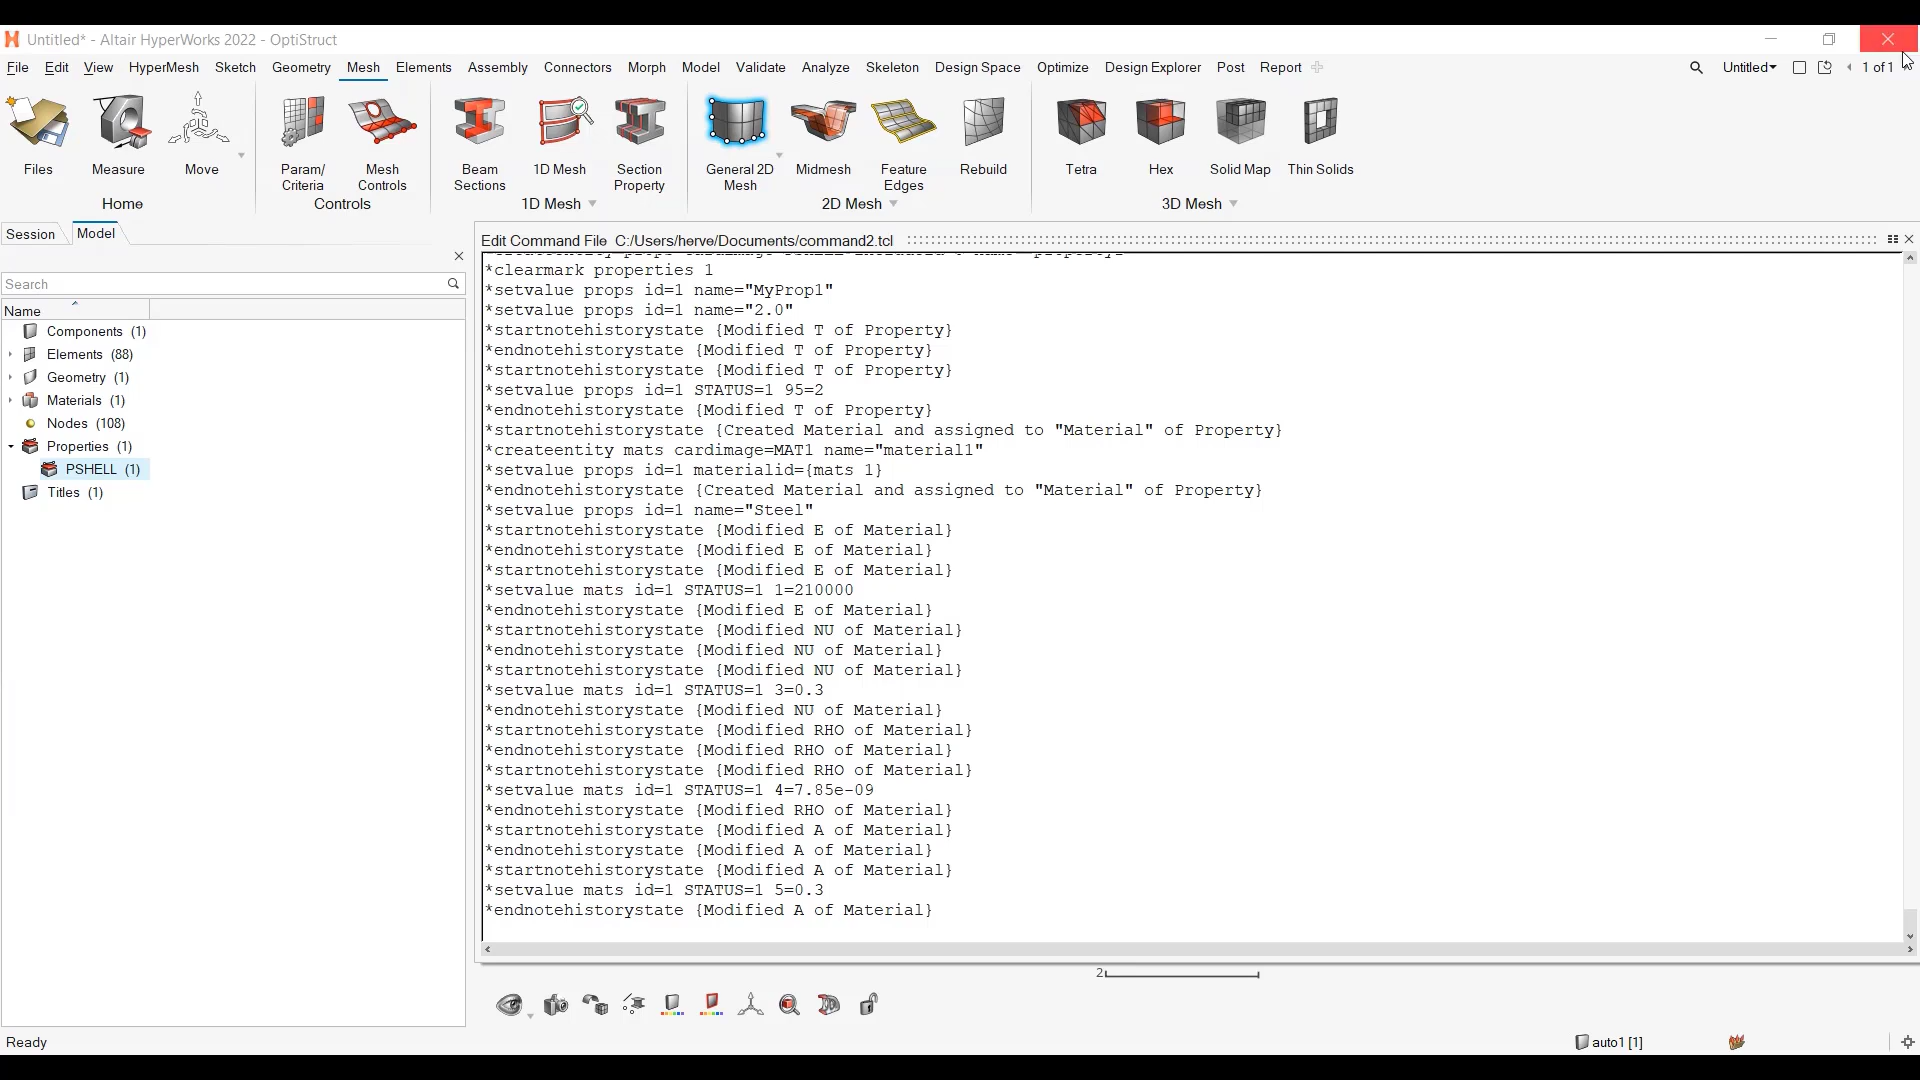 Untitled* - Altair HyperWorks 2022 - OptiStruct
File Edit View HyperMesh Sketch Geometry Mesh Elements Assembly Connectors Morph Model Validate Analyze Skeleton Design Space Optimize Design Explorer Post Report Untitled 1 of 1
Files Measure Move Param/ Criteria Mesh Controls Beam Sections 1D Mesh Section Property General 2D Mesh Midmesh Feature Edges Rebuild Tetra Hex Solid Map Thin Solids
Home Controls 1D Mesh 2D Mesh 3D Mesh
Session Model
Search
Name
Components (1)
Elements (88)
Geometry (1)
Materials (1)
Nodes (108)
Properties (1)
PSHELL (1)
Titles (1)
Edit Command File C:/Users/herve/Documents/command2.tcl
*clearmark properties 1
*setvalue props id=1 name="MyProp1"
*setvalue props id=1 name="2.0"
*startnotehistorystate {Modified T of Property}
*endnotehistorystate {Modified T of Property}
*startnotehistorystate {Modified T of Property}
*setvalue props id=1 STATUS=1 95=2
*endnotehistorystate {Modified T of Property}
*startnotehistorystate {Created Material and assigned to "Material" of Property}
*createentity mats cardimage=MAT1 name="material1"
*setvalue props id=1 materialid={mats 1}
*endnotehistorystate {Created Material and assigned to "Material" of Property}
*setvalue props id=1 name="Steel"
*startnotehistorystate {Modified E of Material}
*endnotehistorystate {Modified E of Material}
*startnotehistorystate {Modified E of Material}
*setvalue mats id=1 STATUS=1 1=210000
*endnotehistorystate {Modified E of Material}
*startnotehistorystate {Modified NU of Material}
*endnotehistorystate {Modified NU of Material}
*startnotehistorystate {Modified NU of Material}
*setvalue mats id=1 STATUS=1 3=0.3
*endnotehistorystate {Modified NU of Material}
*startnotehistorystate {Modified RHO of Material}
*endnotehistorystate {Modified RHO of Material}
*startnotehistorystate {Modified RHO of Material}
*setvalue mats id=1 STATUS=1 4=7.85e-09
*endnotehistorystate {Modified RHO of Material}
*startnotehistorystate {Modified A of Material}
*endnotehistorystate {Modified A of Material}
*startnotehistorystate {Modified A of Material}
*setvalue mats id=1 STATUS=1 5=0.3
*endnotehistorystate {Modified A of Material}
2
Ready
auto1 [1]